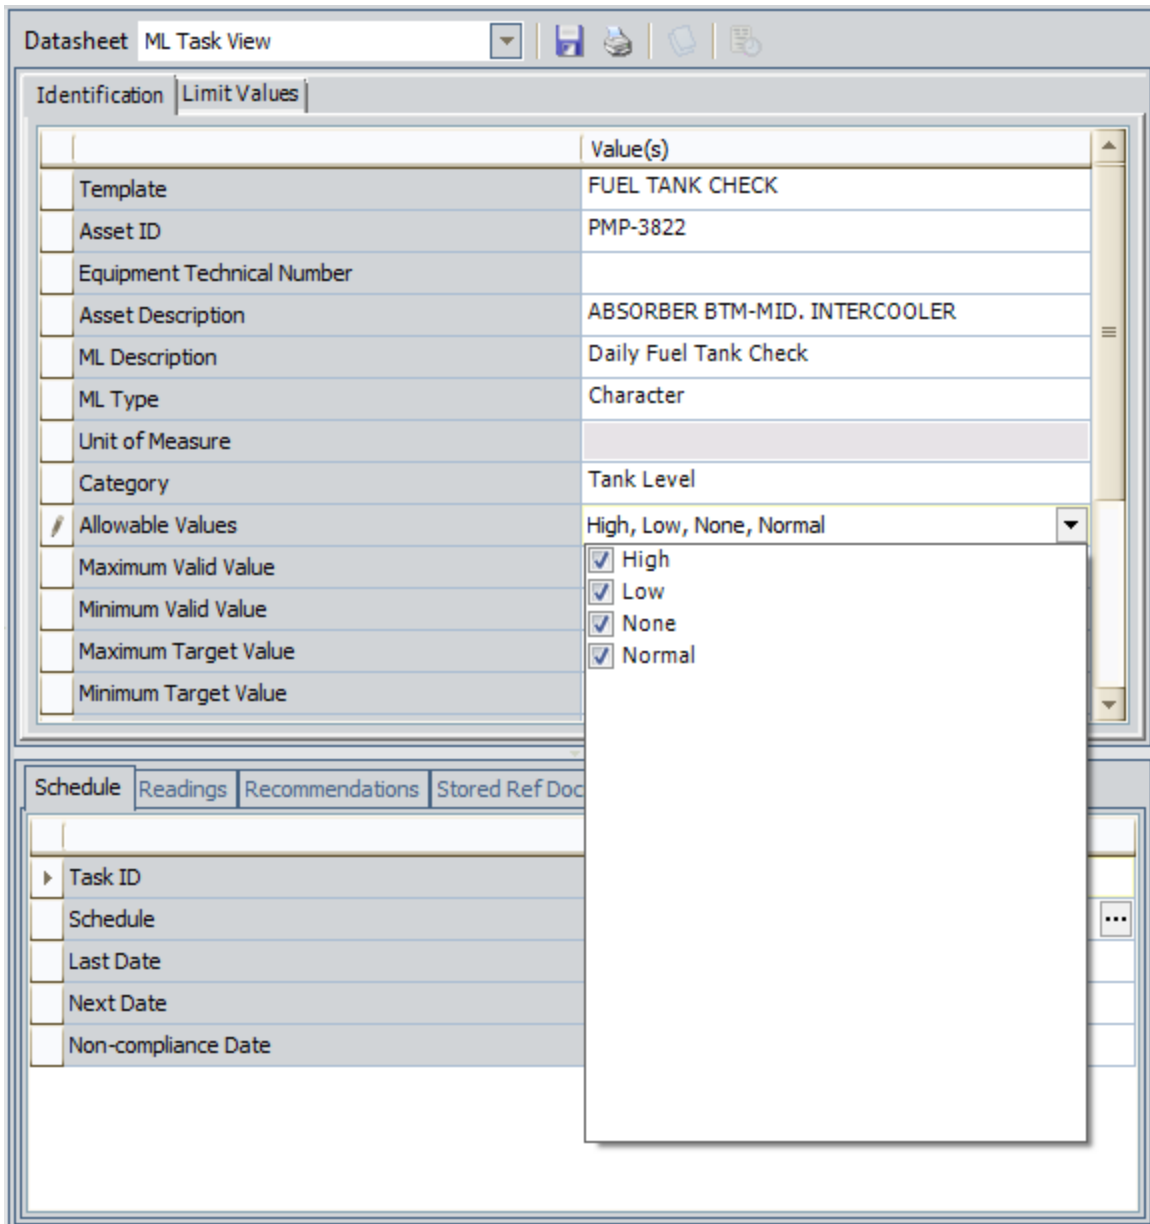 Datasheet ML Task View
Identification Limit Values
Value(s)
Template FUEL TANK CHECK
Asset ID PMP-3822
Equipment Technical Number
Asset Description ABSORBER BTM-MID. INTERCOOLER
ML Description Daily Fuel Tank Check
ML Type Character
Unit of Measure
Category Tank Level
Allowable Values High, Low, None, Normal
Maximum Valid Value High
Minimum Valid Value Low
Maximum Target Value None
Minimum Target Value Normal
Schedule Readings Recommendations Stored Ref Doc
Task ID
Schedule ...
Last Date
Next Date
Non-compliance Date